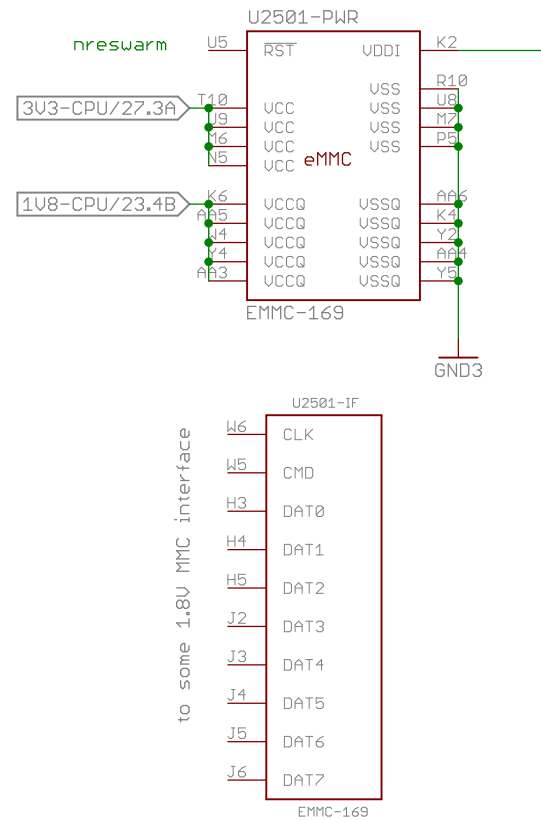 U2501-PWR
nreswarm
U5 RST VDDI K2
VSS R10
3V3-CPU/27.3A T10 VCC VSS U8
U9 VCC VSS M7
M6 VCC VSS P5
N5 VCC eMMC
1V8-CPU/23.4B K6 VCCQ VSSQ AA6
AA5 VCCQ VSSQ K4
W4 VCCQ VSSQ Y2
Y4 VCCQ VSSQ AA4
AA3 VCCQ VSSQ Y5
EMMC-169
GND3
U2501-IF
to some 1.8V MMC interface
W6 CLK
W5 CMD
H3 DAT0
H4 DAT1
H5 DAT2
J2 DAT3
J3 DAT4
J4 DAT5
J5 DAT6
J6 DAT7
EMMC-169